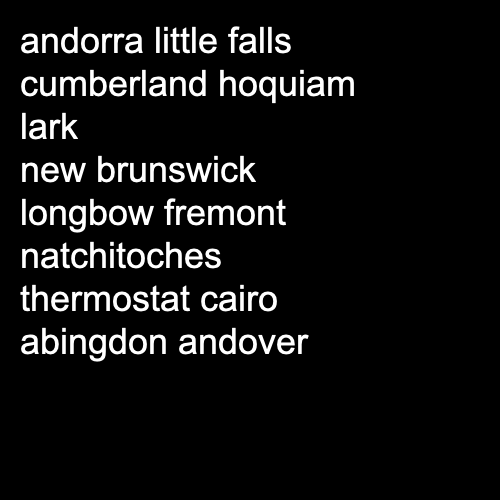 andorra little falls
cumberland hoquiam
lark
new brunswick
longbow fremont
natchitoches
thermostat cairo
abingdon andover